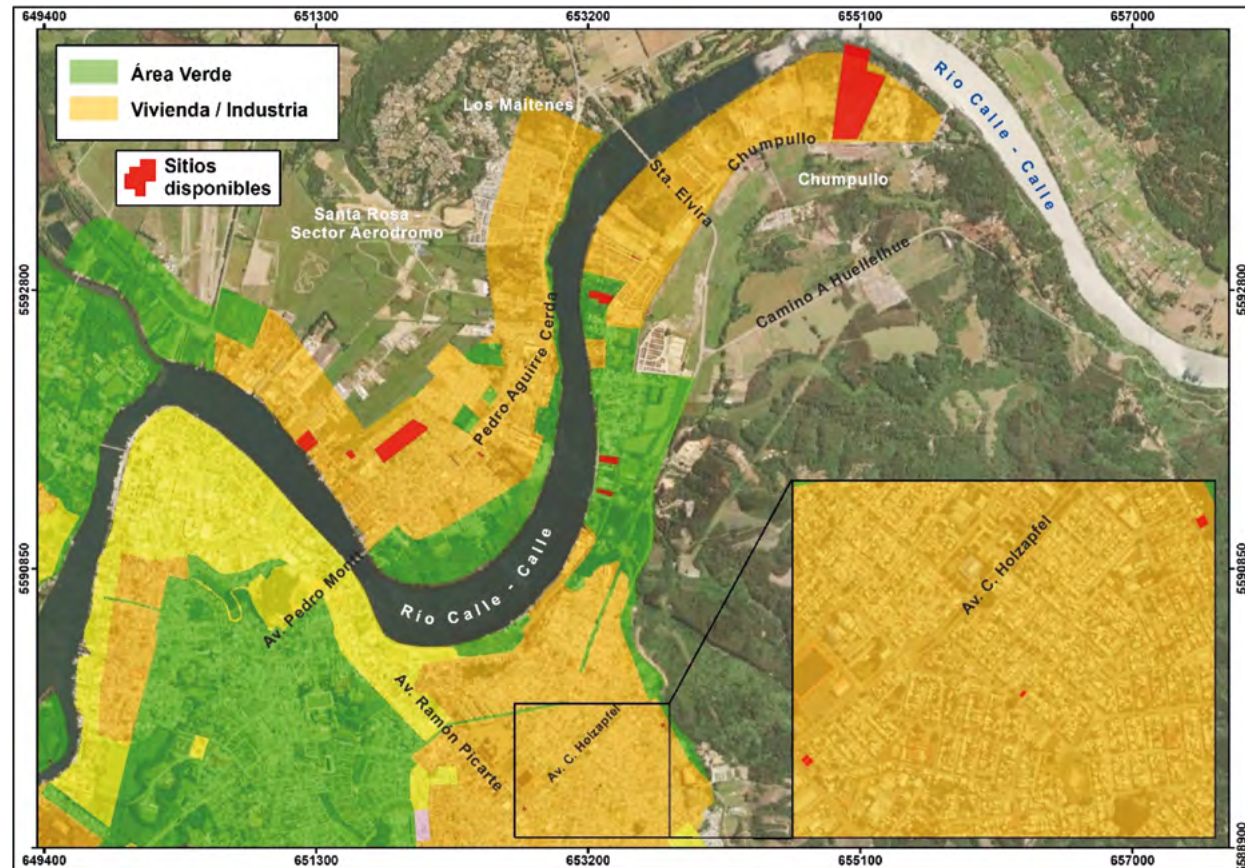 649400
651300
653200
655100
657000
Área Verde
Vivienda / Industria
Sitios
disponibles
Los Maitenes
Santa Rosa -
Sector Aerodromo
Sta. Elvira
Chumpullo
Chumpullo
Río Calle - Calle
Camino A Huellelhue
Pedro Aguirre Cerda
5592800
5592800
5590850
5590850
Av. Pedro Montt
Río Calle - Calle
Av. Ramón Picarte
Av. C. Holzapfel
Av. C. Holzapfel
5588900
649400
651300
653200
655100
657000